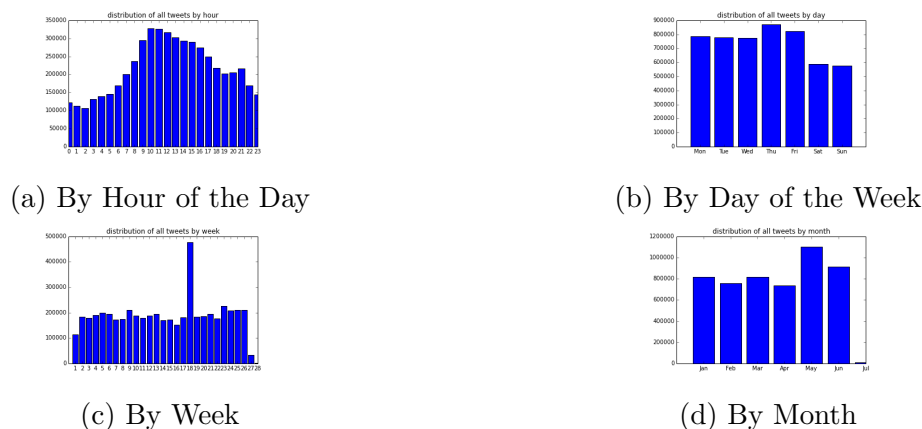 distribution of all tweets by hour
350000
300000
250000
200000
150000
100000
50000
0
0 1 2 3 4 5 6 7 8 9 10 11 12 13 14 15 16 17 18 19 20 21 22 23
(a) By Hour of the Day
distribution of all tweets by day
900000
800000
700000
600000
500000
400000
300000
200000
100000
0
Mon Tue Wed Thu Fri Sat Sun
(b) By Day of the Week
distribution of all tweets by week
500000
400000
300000
200000
100000
0
1 2 3 4 5 6 7 8 9 10 11 12 13 14 15 16 17 18 19 20 21 22 23 24 25 26 27 28
(c) By Week
distribution of all tweets by month
1200000
1000000
800000
600000
400000
200000
0
Jan Feb Mar Apr May Jun Jul
(d) By Month